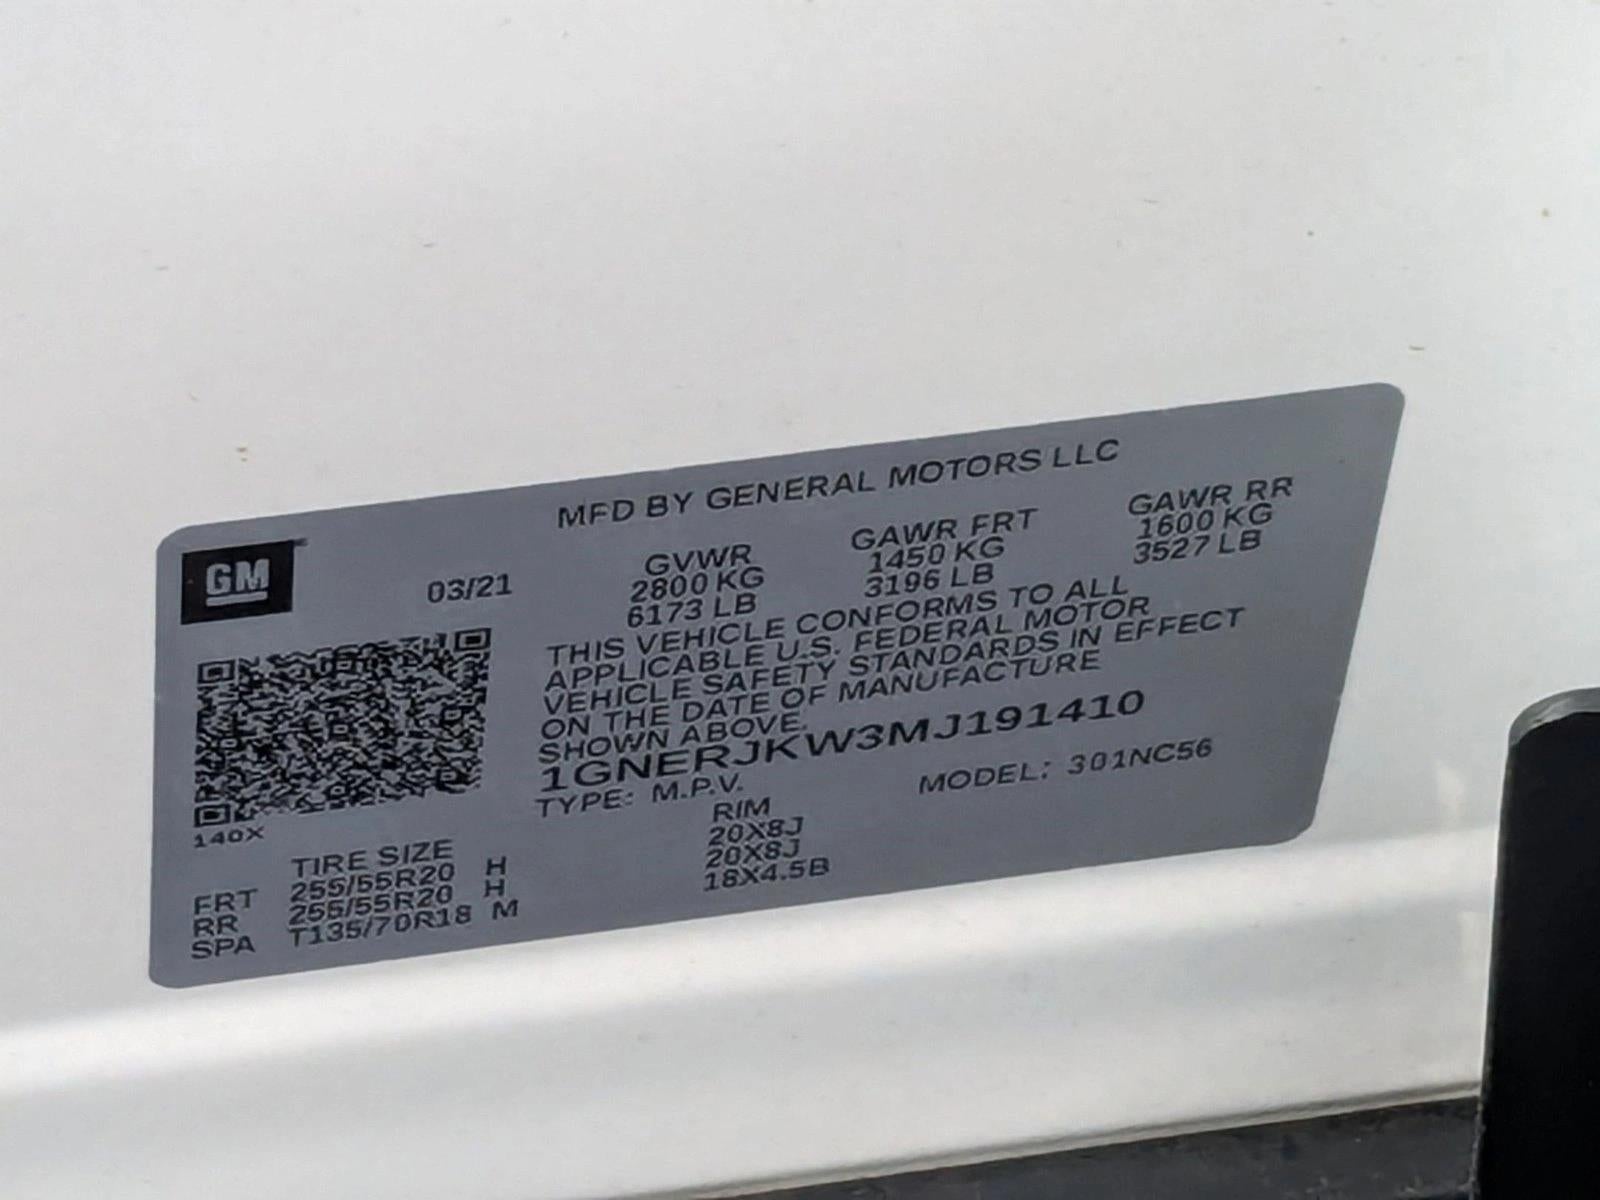 MFD BY GENERAL MOTORS LLC
GM
03/21
GVWR GAWR FRT GAWR RR
2800 KG 1450 KG 1600 KG
6173 LB 3196 LB 3527 LB
THIS VEHICLE CONFORMS TO ALL
APPLICABLE U.S. FEDERAL MOTOR
VEHICLE SAFETY STANDARDS IN EFFECT
ON THE DATE OF MANUFACTURE
SHOWN ABOVE.
1GNERJKW3MJ191410
TYPE: M.P.V. MODEL: 301NC56
140X
TIRE SIZE RIM
FRT 255/55R20 H 20X8J
RR 255/55R20 H 20X8J
SPA T135/70R18 M 18X4.5B